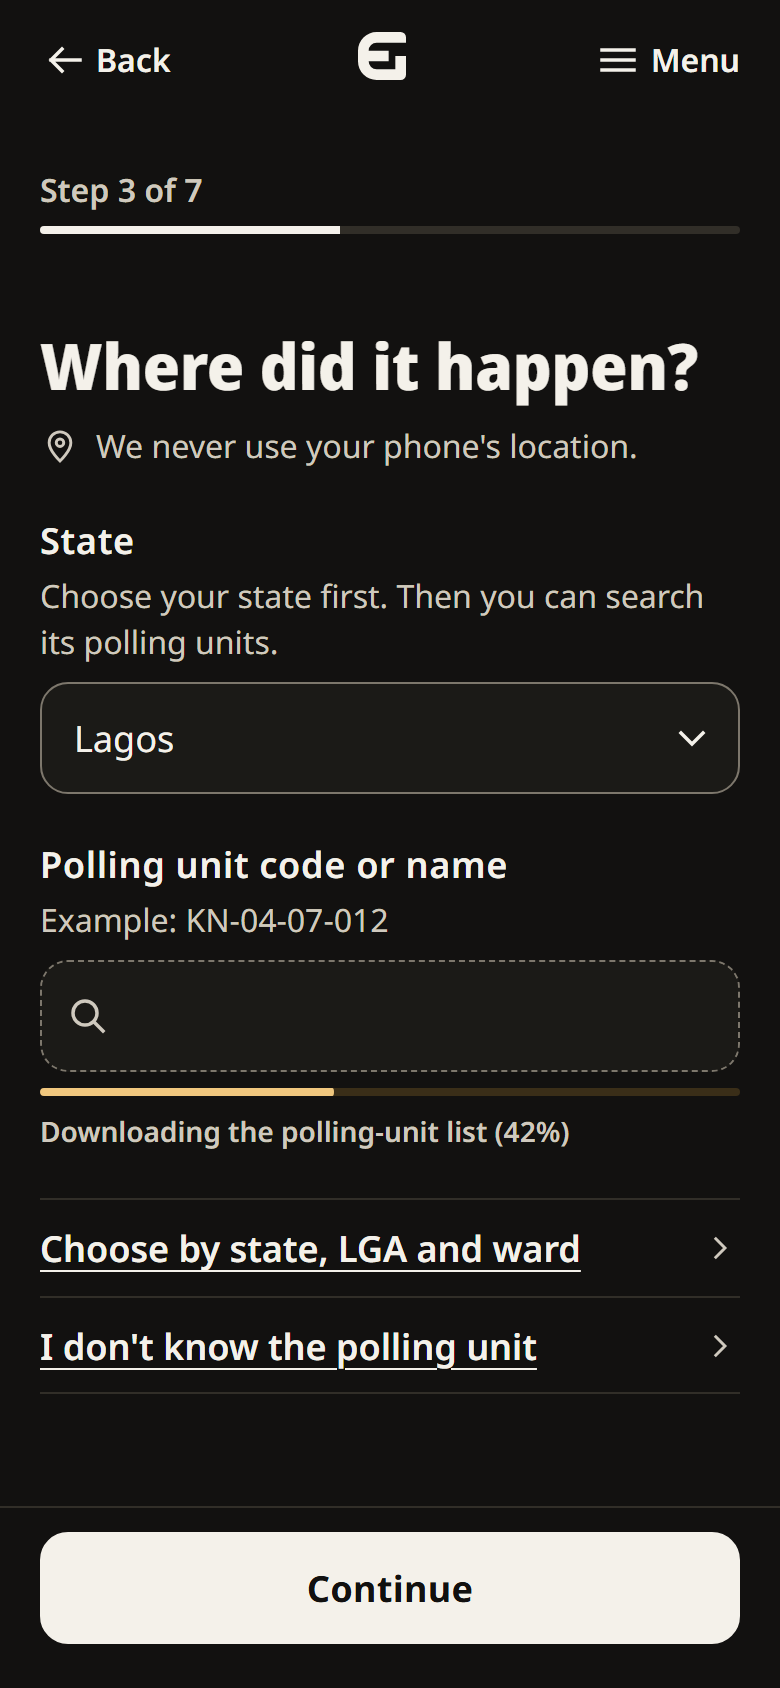 Back
Menu
Step 3 of 7
Where did it happen?
We never use your phone's location.
State
Choose your state first. Then you can search
its polling units.
Lagos
Polling unit code or name
Example: KN-04-07-012
Downloading the polling-unit list (42%)
Choose by state, LGA and ward
I don't know the polling unit
Continue